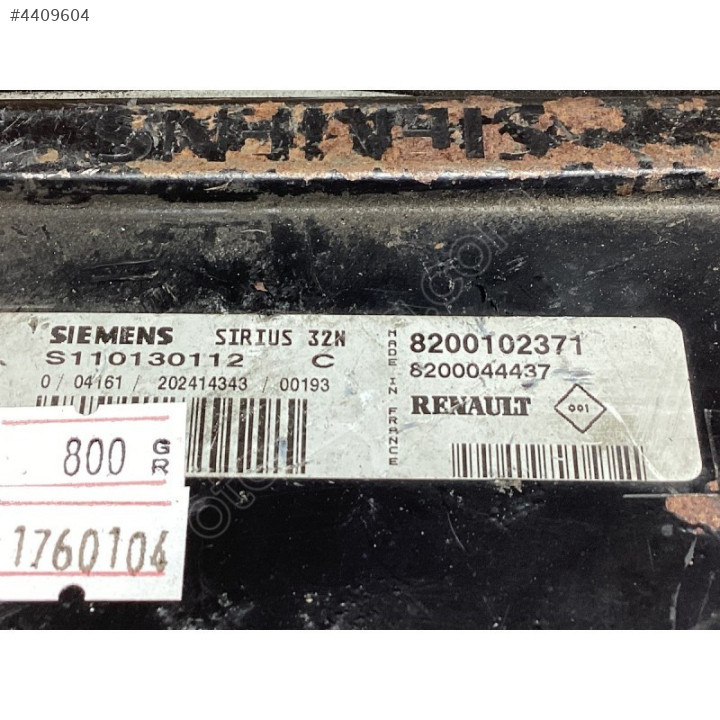 #4409604
SIEMENS
SIEMENS SIRIUS 32N
S110130112 C
0 / 04161 / 202414343 / 00193
MADE IN FRANCE
8200102371
8200044437
RENAULT 001
800 GR
1760104